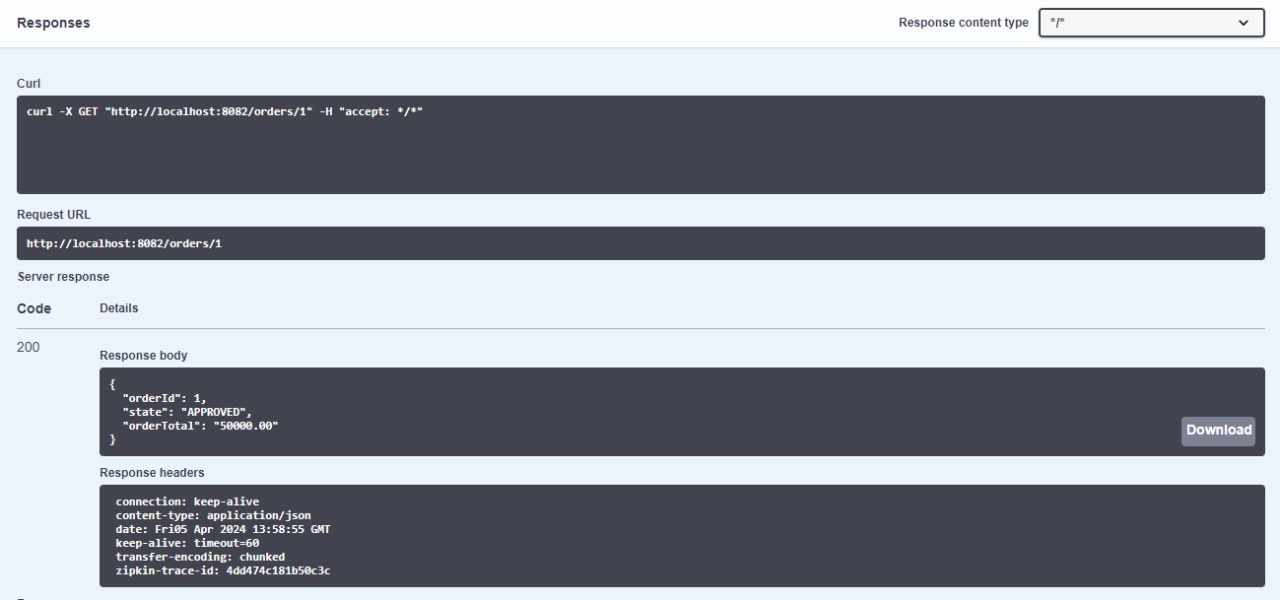 Responses
Response content type */*
Curl
curl -X GET "http://localhost:8082/orders/1" -H "accept: */*"
Request URL
http://localhost:8082/orders/1
Server response
Code Details
200
Response body
{
"orderId": 1,
"state": "APPROVED",
"orderTotal": "50000.00"
}
Download
Response headers
connection: keep-alive
content-type: application/json
date: Fri05 Apr 2024 13:58:55 GMT
keep-alive: timeout=60
transfer-encoding: chunked
zipkin-trace-id: 4dd474c181b50c3c